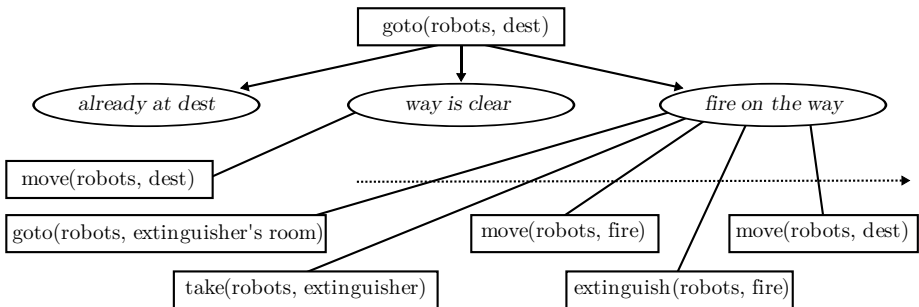 goto(robots, dest)
already at dest
way is clear
fire on the way
move(robots, dest)
goto(robots, extinguisher's room)
move(robots, fire)
move(robots, dest)
take(robots, extinguisher)
extinguish(robots, fire)